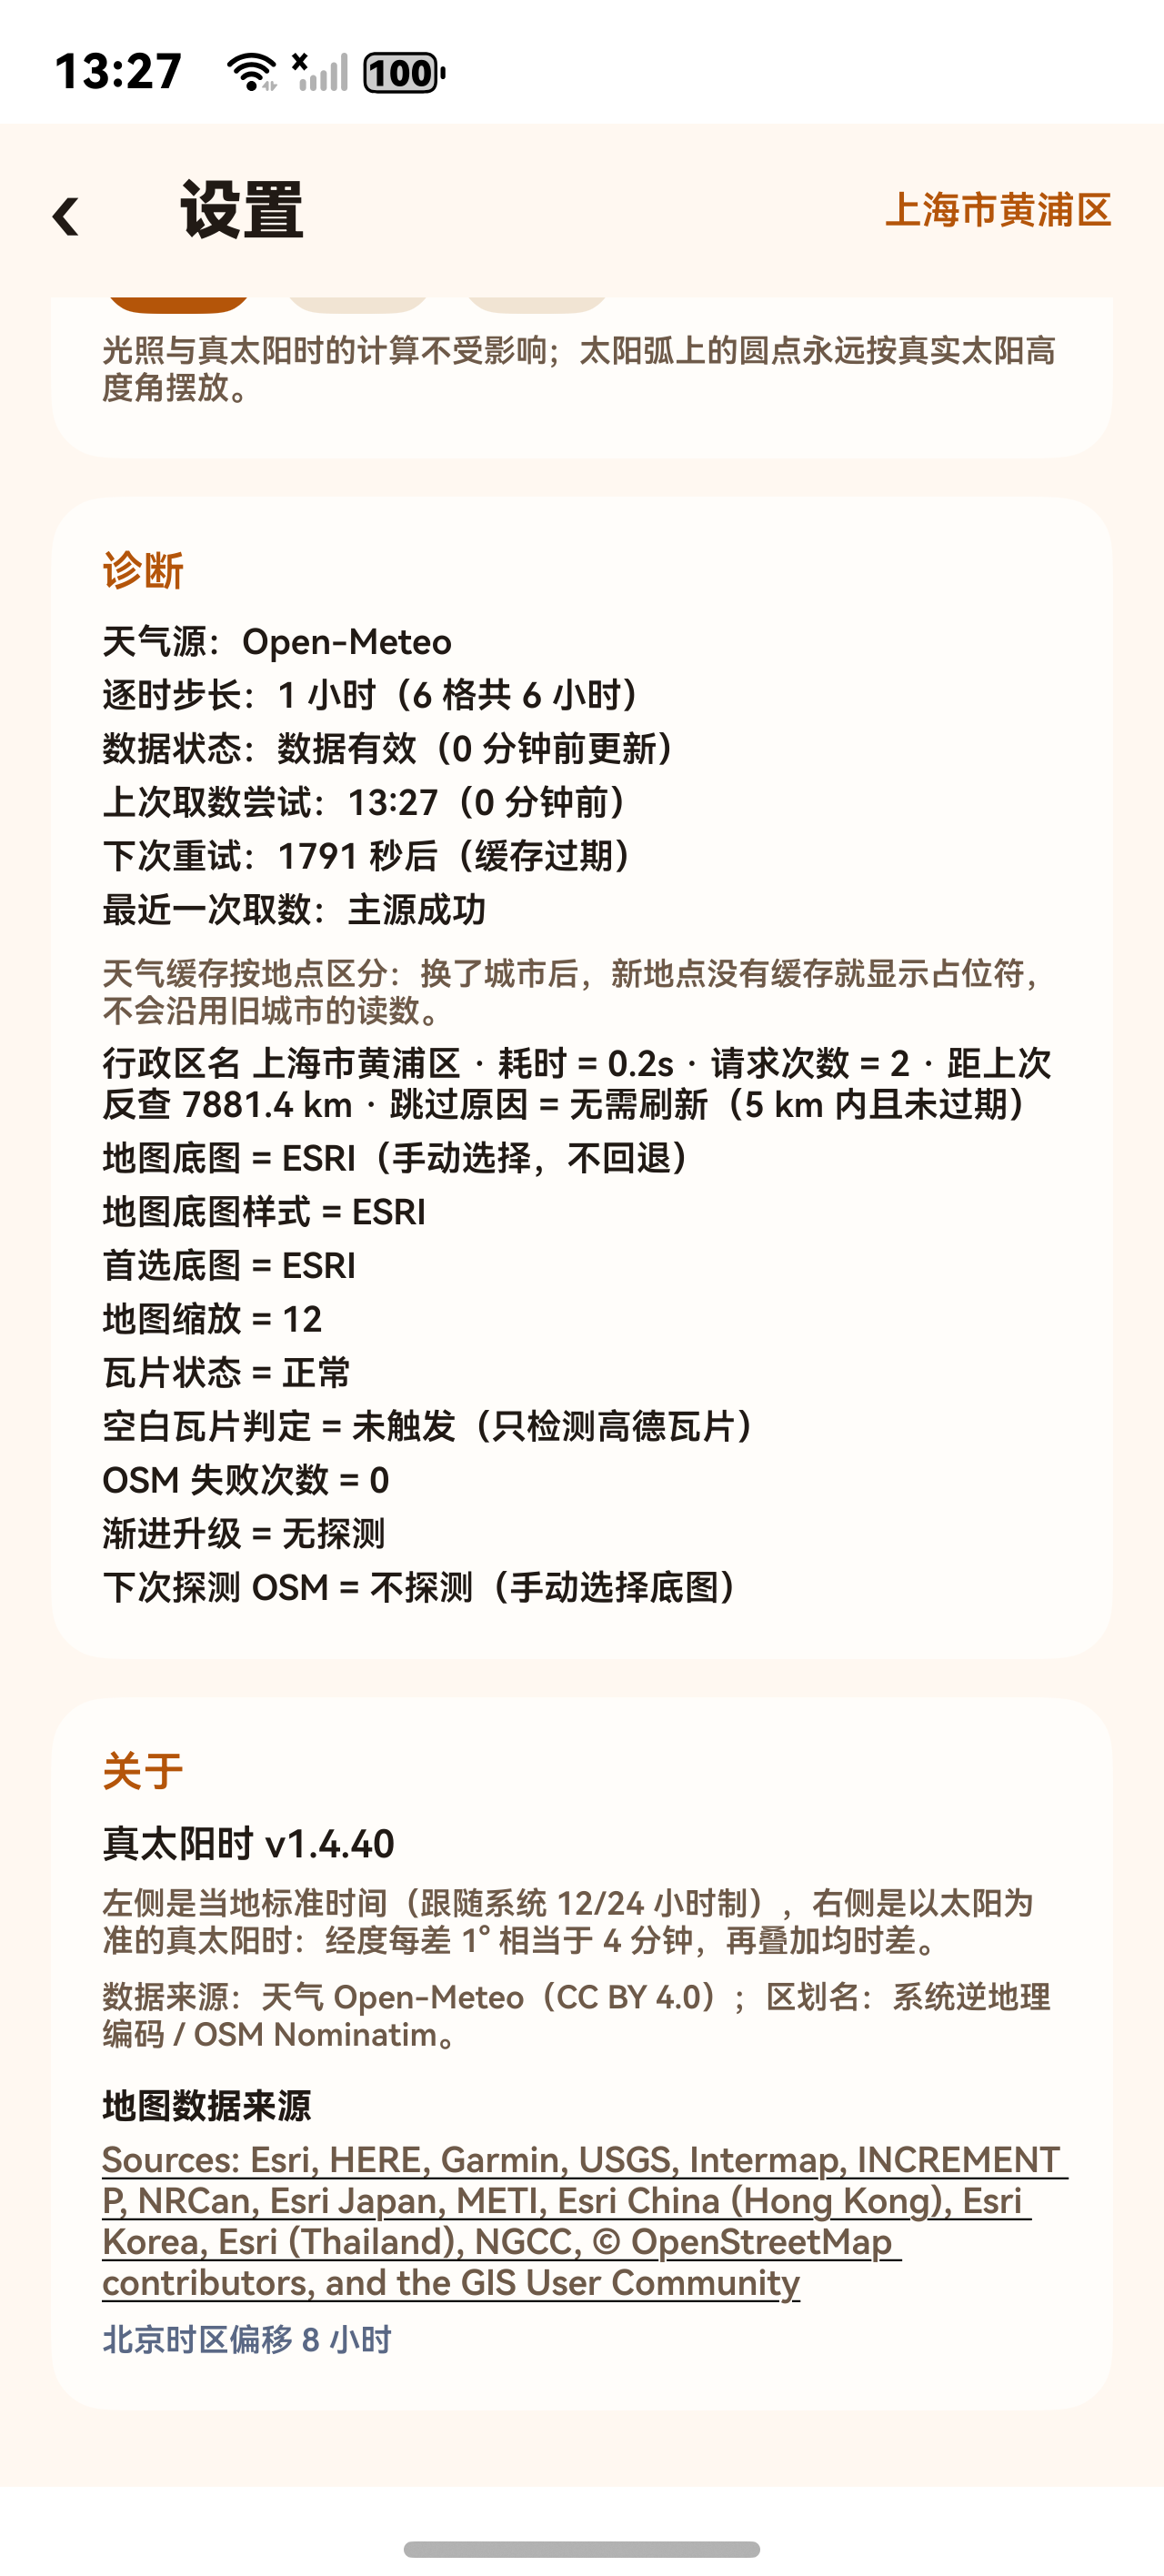 13:27
100
设置
上海市黄浦区
光照与真太阳时的计算不受影响；太阳弧上的圆点永远按真实太阳高
度角摆放。
诊断
天气源：Open-Meteo
逐时步长：1 小时（6 格共 6 小时）
数据状态：数据有效（0 分钟前更新）
上次取数尝试：13:27（0 分钟前）
下次重试：1791 秒后（缓存过期）
最近一次取数：主源成功
天气缓存按地点区分：换了城市后，新地点没有缓存就显示占位符，
不会沿用旧城市的读数。
行政区名 上海市黄浦区 · 耗时 = 0.2s · 请求次数 = 2 · 距上次
反查 7881.4 km · 跳过原因 = 无需刷新（5 km 内且未过期）
地图底图 = ESRI（手动选择，不回退）
地图底图样式 = ESRI
首选底图 = ESRI
地图缩放 = 12
瓦片状态 = 正常
空白瓦片判定 = 未触发（只检测高德瓦片）
OSM 失败次数 = 0
渐进升级 = 无探测
下次探测 OSM = 不探测（手动选择底图）
关于
真太阳时 v1.4.40
左侧是当地标准时间（跟随系统 12/24 小时制），右侧是以太阳为
准的真太阳时：经度每差 1° 相当于 4 分钟，再叠加均时差。
数据来源：天气 Open-Meteo（CC BY 4.0）；区划名：系统逆地理
编码 / OSM Nominatim。
地图数据来源
Sources: Esri, HERE, Garmin, USGS, Intermap, INCREMENT
P, NRCan, Esri Japan, METI, Esri China (Hong Kong), Esri
Korea, Esri (Thailand), NGCC, © OpenStreetMap
contributors, and the GIS User Community
北京时区偏移 8 小时